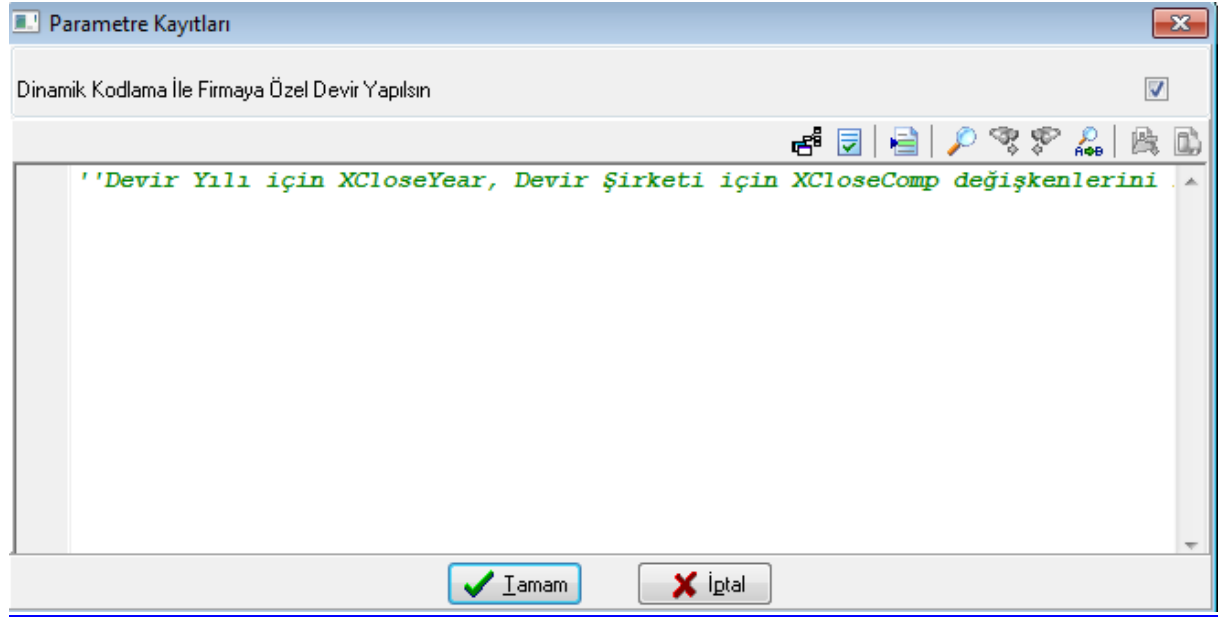 Parametre Kayıtları
Dinamik Kodlama İle Firmaya Özel Devir Yapılsın
A B
''Devir Yılı için XCloseYear, Devir Şirketi için XCloseComp değişkenlerini
Tamam İptal